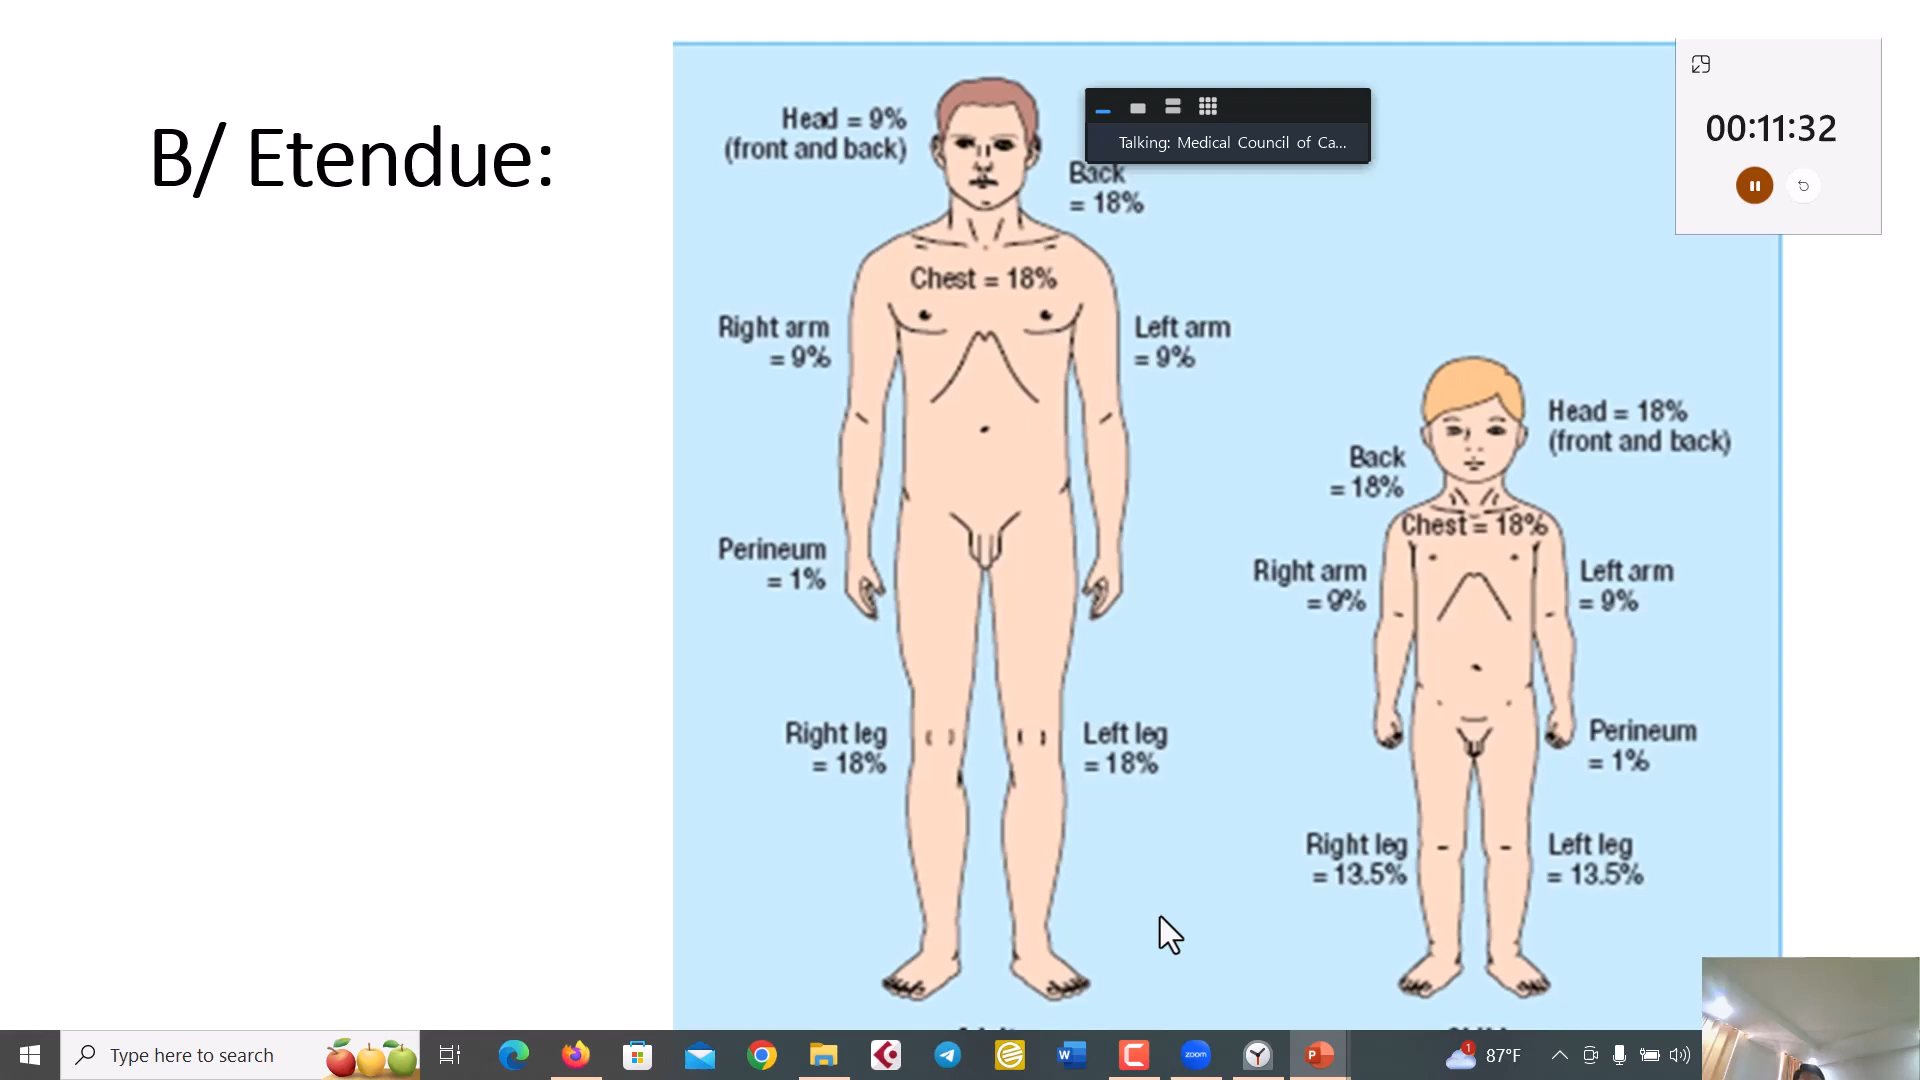 B/ Etendue:
Head = 9%
(front and back)
Back
= 18%
Chest = 18%
Right arm
= 9%
Left arm
= 9%
Perineum
= 1%
Right leg
= 18%
Left leg
= 18%
Head = 18%
(front and back)
Back
= 18%
Chest = 18%
Right arm
= 9%
Left arm
= 9%
Perineum
= 1%
Right leg
= 13.5%
Left leg
= 13.5%
Talking: Medical Council of Ca...
00:11:32
Type here to search
zoom
1
87°F